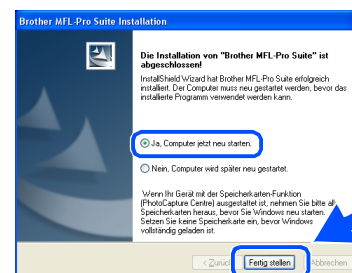 Brother MFL-Pro Suite Installation
Die Installation von "Brother MFL-Pro Suite" ist
abgeschlossen!
InstallShield Wizard hat Brother MFL-Pro Suite erfolgreich
installiert. Der Computer muss neu gestartet werden, bevor das
installierte Programm verwendet werden kann.
Ja, Computer jetzt neu starten.
Nein, Computer wird später neu gestartet.
Wenn Ihr Gerät mit der Speicherkarten-Funktion
(PhotoCapture Centre) ausgestattet ist, nehmen Sie bitte alle
Speicherkarten heraus, bevor Sie Windows neu starten.
Setzen Sie keine Speicherkarte ein, bevor Windows
vollständig geladen ist.
< Zurück Fertig stellen Abbrechen